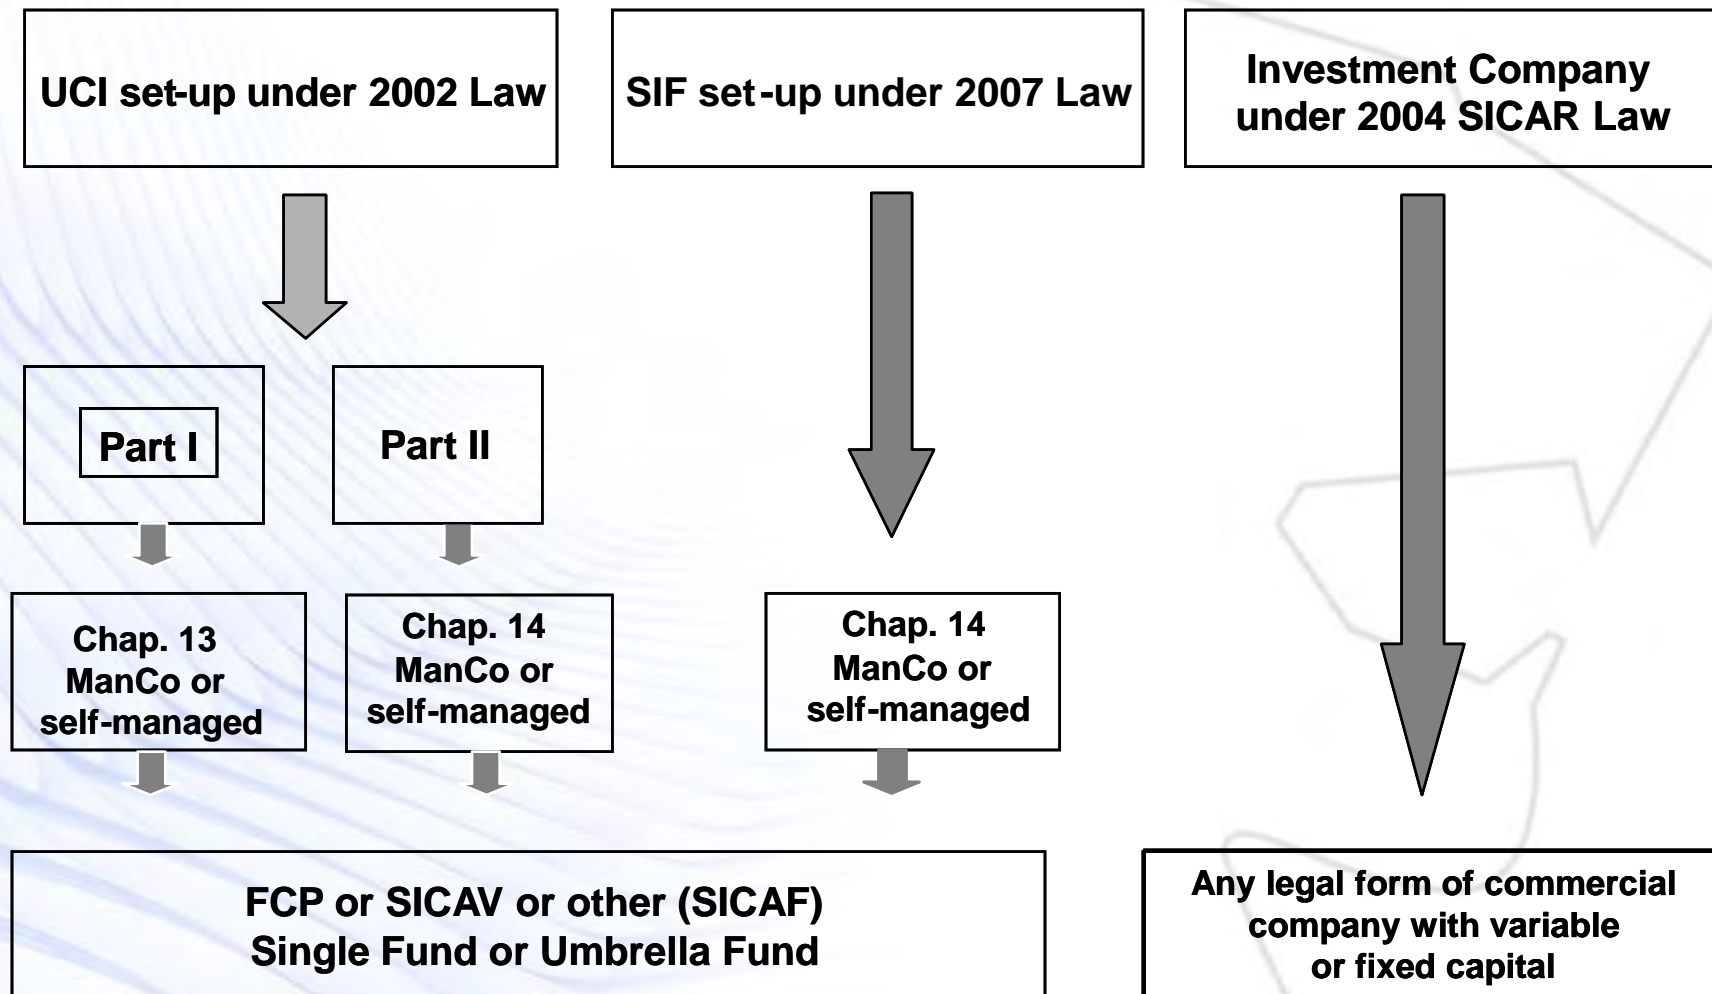 UCI set-up under 2002 Law
SIF set-up under 2007 Law
Investment Company
under 2004 SICAR Law
Part I
Part II
Chap. 13
ManCo or
self-managed
Chap. 14
ManCo or
self-managed
Chap. 14
ManCo or
self-managed
FCP or SICAV or other (SICAF)
Single Fund or Umbrella Fund
Any legal form of commercial
company with variable
or fixed capital